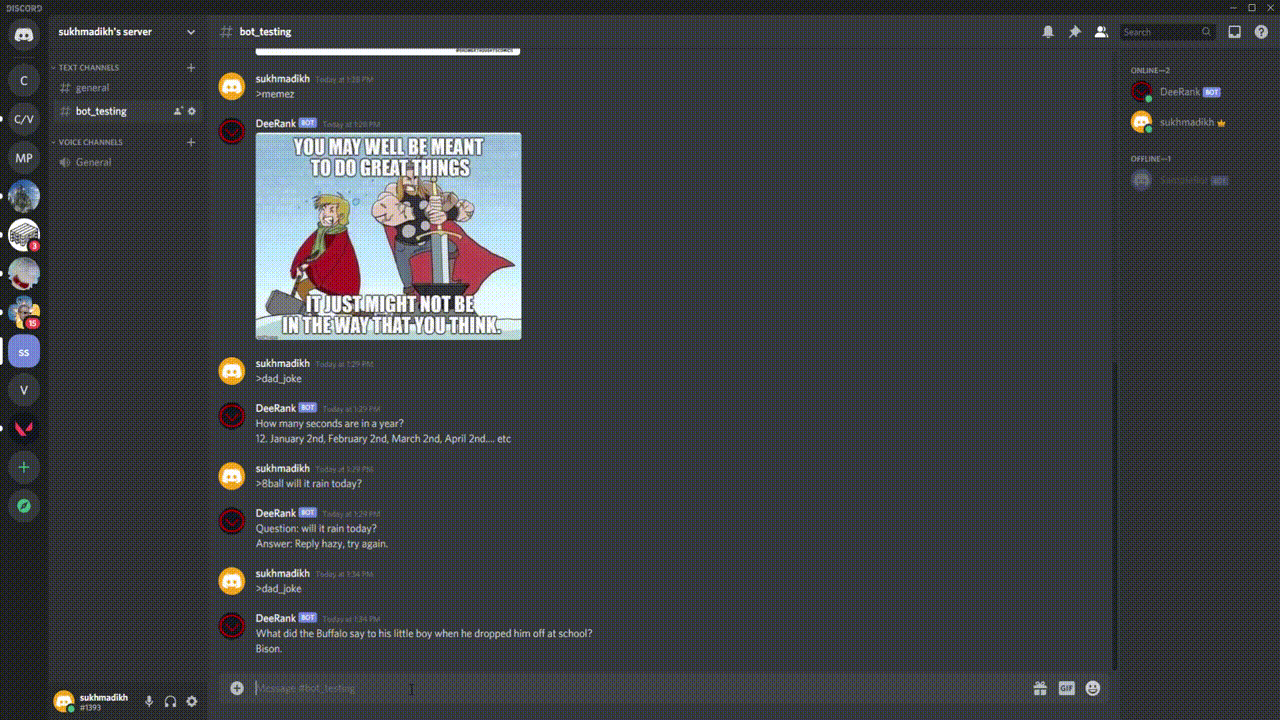 DISCORD
sukhmadikh's server
# bot_testing
Search
TEXT CHANNELS
# general
# bot_testing
VOICE CHANNELS
General
C
C/V
MP
3
15
SS
V
sukhmadikh
#1393
sukhmadikh Today at 1:28 PM
>memez
DeeRank BOT Today at 1:28 PM
YOU MAY WELL BE MEANT
TO DO GREAT THINGS
IT JUST MIGHT NOT BE
IN THE WAY THAT YOU THINK.
sukhmadikh Today at 1:29 PM
>dad_joke
DeeRank BOT Today at 1:29 PM
How many seconds are in a year?
12. January 2nd, February 2nd, March 2nd, April 2nd.... etc
sukhmadikh Today at 1:29 PM
>8ball will it rain today?
DeeRank BOT Today at 1:29 PM
Question: will it rain today?
Answer: Reply hazy, try again.
sukhmadikh Today at 1:34 PM
>dad_joke
DeeRank BOT Today at 1:34 PM
What did the Buffalo say to his little boy when he dropped him off at school?
Bison.
Message #bot_testing
GIF
ONLINE—2
DeeRank BOT
sukhmadikh
OFFLINE—1
BOT